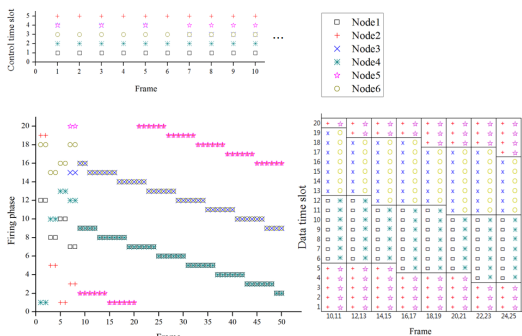 Control time slot
5
4
3
2
1
0
0 1 2 3 4 5 6 7 8 9 10
Frame
...
Node1
Node2
Node3
Node4
Node5
Node6
Firing phase
20
18
16
14
12
10
8
6
4
2
0
0 5 10 15 20 25 30 35 40 45 50
Frame
Data time slot
20
19
18
17
16
15
14
13
12
11
10
9
8
7
6
5
4
3
2
1
10,11 12,13 14,15 16,17 18,19 20,21 22,23 24,25
Frame